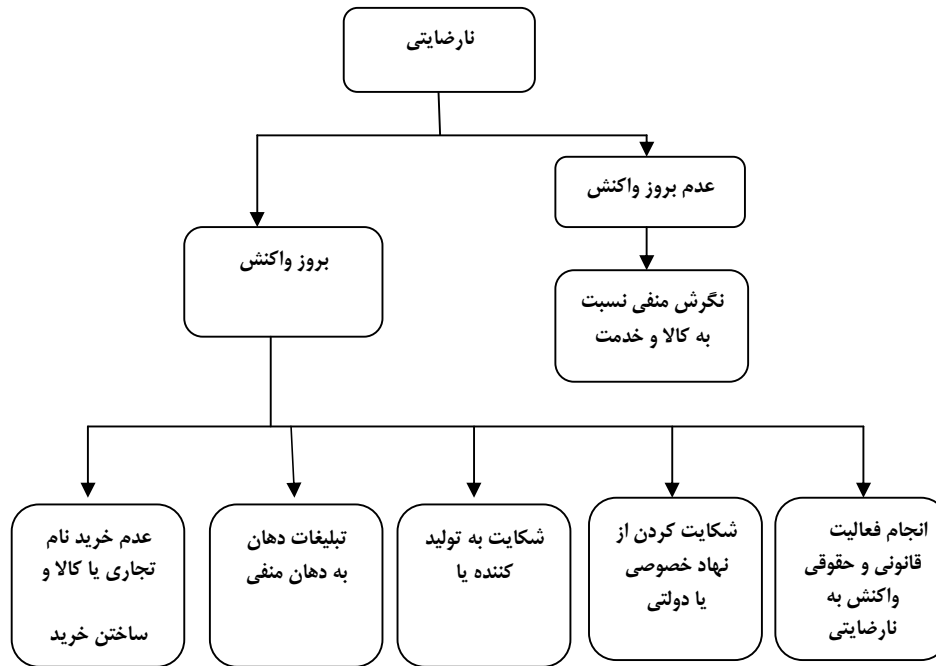 نارضایتی
عدم بروز واکنش
بروز واکنش
نگرش منفی نسبت
به کالا و خدمت
انجام فعالیت
قانونی و حقوقی
واکنش به
نارضایتی
شکایت کردن از
نهاد خصوصی
یا دولتی
شکایت به تولید
کننده یا
تبلیغات دهان
به دهان منفی
عدم خرید نام
تجاری یا کالا و
ساختن خرید